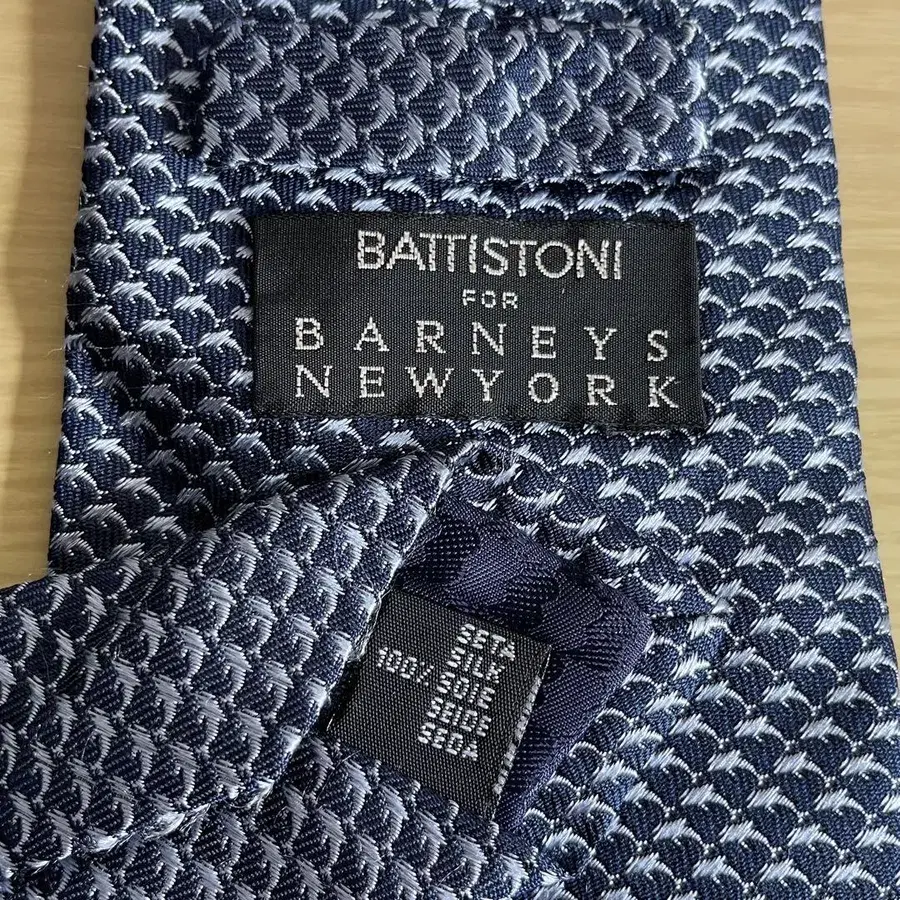 BATTISTONI
FOR
BARNEYS
NEWYORK
100%
SETA
SILK
SOIE
SEIDE
SEDA